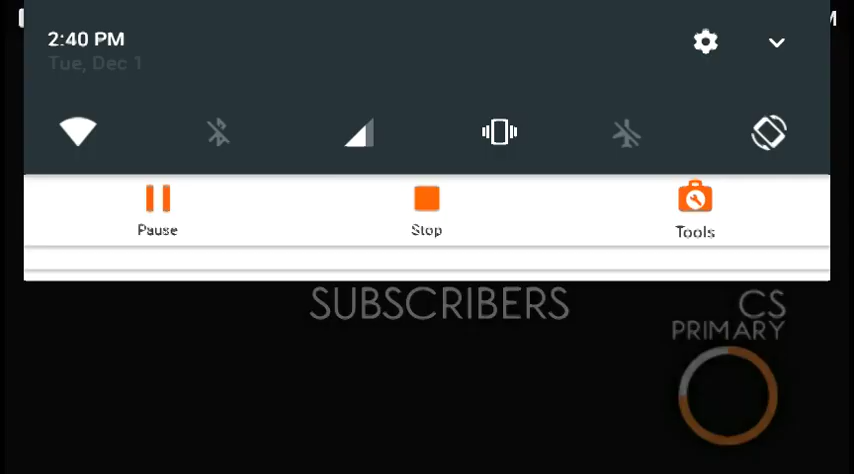 2:40 PM
Tue, Dec 1
Pause
Stop
Tools
SUBSCRIBERS
CS
PRIMARY